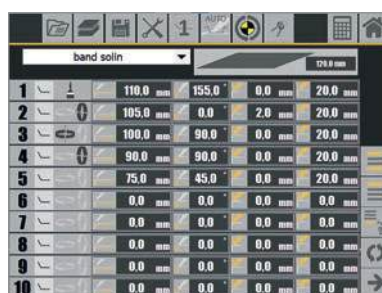 1 AUTO
band solin
129.0 mm
1 110,0 mm 155,0 ° 0,0 mm 20,0 mm
2 105,0 mm 0,0 ° 2,0 mm 20,0 mm
3 100,0 mm 90,0 ° 0,0 mm 20,0 mm
4 90,0 mm 90,0 ° 0,0 mm 20,0 mm
5 75,0 mm 45,0 ° 0,0 mm 20,0 mm
6 0,0 mm 0,0 ° 0,0 mm 0,0 mm
7 0,0 mm 0,0 ° 0,0 mm 0,0 mm
8 0,0 mm 0,0 ° 0,0 mm 0,0 mm
9 0,0 mm 0,0 ° 0,0 mm 0,0 mm
10 0,0 mm 0,0 ° 0,0 mm 0,0 mm